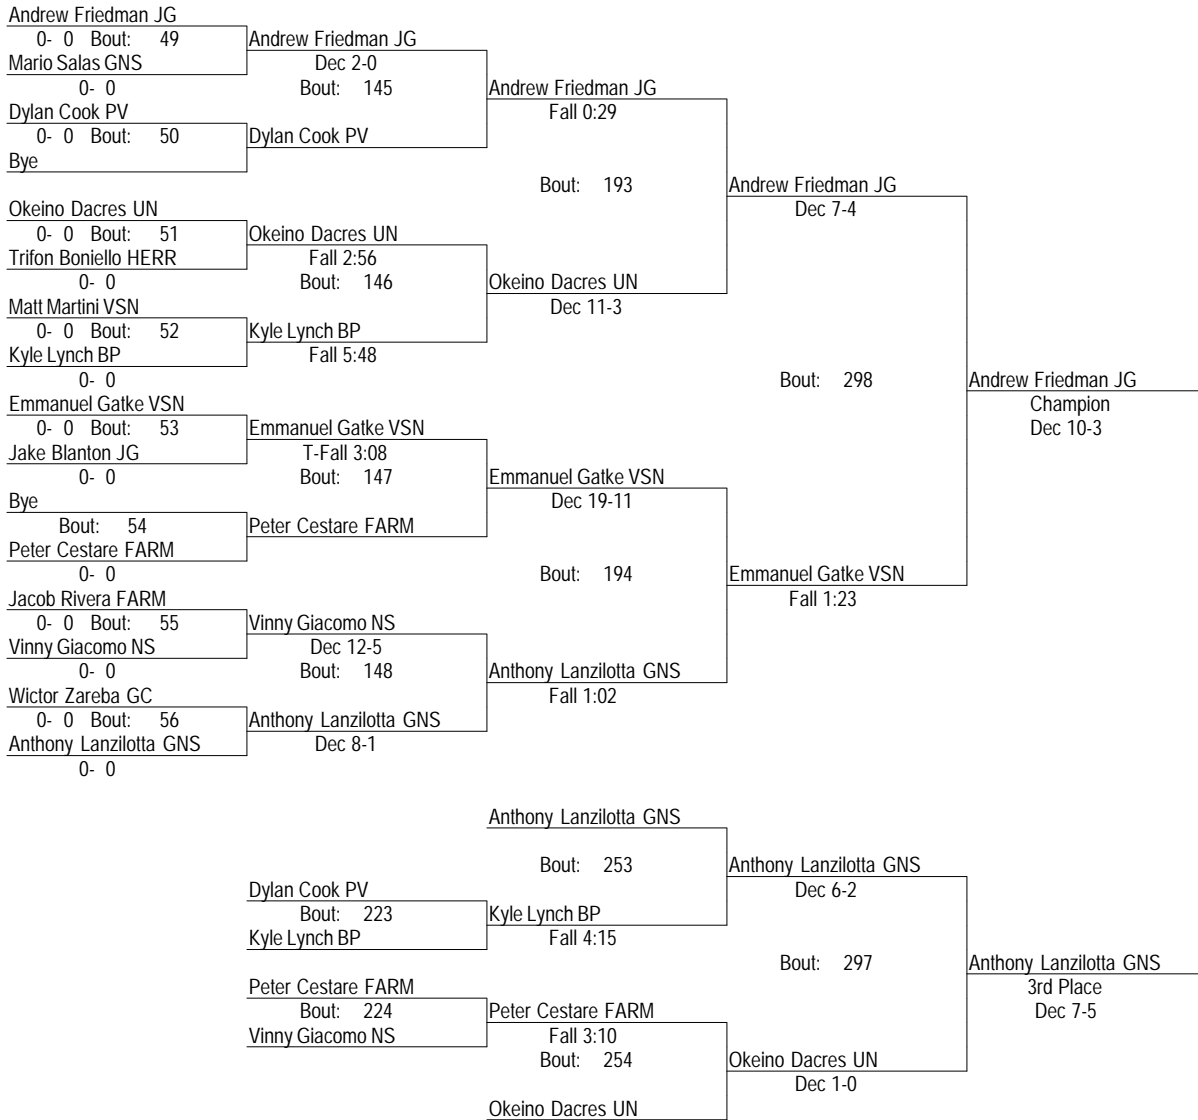 Andrew Friedman JG
0- 0 Bout: 49
Mario Salas GNS
0- 0
Dylan Cook PV
0- 0 Bout: 50
Bye
Okeino Dacres UN
0- 0 Bout: 51
Trifon Boniello HERR
0- 0
Matt Martini VSN
0- 0 Bout: 52
Kyle Lynch BP
0- 0
Emmanuel Gatke VSN
0- 0 Bout: 53
Jake Blanton JG
0- 0
Bye
Bout: 54
Peter Cestare FARM
0- 0
Jacob Rivera FARM
0- 0 Bout: 55
Vinny Giacomo NS
0- 0
Wictor Zareba GC
0- 0 Bout: 56
Anthony Lanzilotta GNS
0- 0
Andrew Friedman JG
Dec 2-0
Bout: 145
Dylan Cook PV
Okeino Dacres UN
Fall 2:56
Bout: 146
Kyle Lynch BP
Fall 5:48
Emmanuel Gatke VSN
T-Fall 3:08
Bout: 147
Peter Cestare FARM
Vinny Giacomo NS
Dec 12-5
Bout: 148
Anthony Lanzilotta GNS
Dec 8-1
Andrew Friedman JG
Fall 0:29
Bout: 193
Okeino Dacres UN
Dec 11-3
Emmanuel Gatke VSN
Dec 19-11
Bout: 194
Anthony Lanzilotta GNS
Fall 1:02
Andrew Friedman JG
Dec 7-4
Bout: 298
Emmanuel Gatke VSN
Fall 1:23
Andrew Friedman JG
Champion
Dec 10-3
Dylan Cook PV
Bout: 223
Kyle Lynch BP
Peter Cestare FARM
Bout: 224
Vinny Giacomo NS
Anthony Lanzilotta GNS
Bout: 253
Kyle Lynch BP
Fall 4:15
Peter Cestare FARM
Fall 3:10
Bout: 254
Okeino Dacres UN
Anthony Lanzilotta GNS
Dec 6-2
Bout: 297
Okeino Dacres UN
Dec 1-0
Anthony Lanzilotta GNS
3rd Place
Dec 7-5